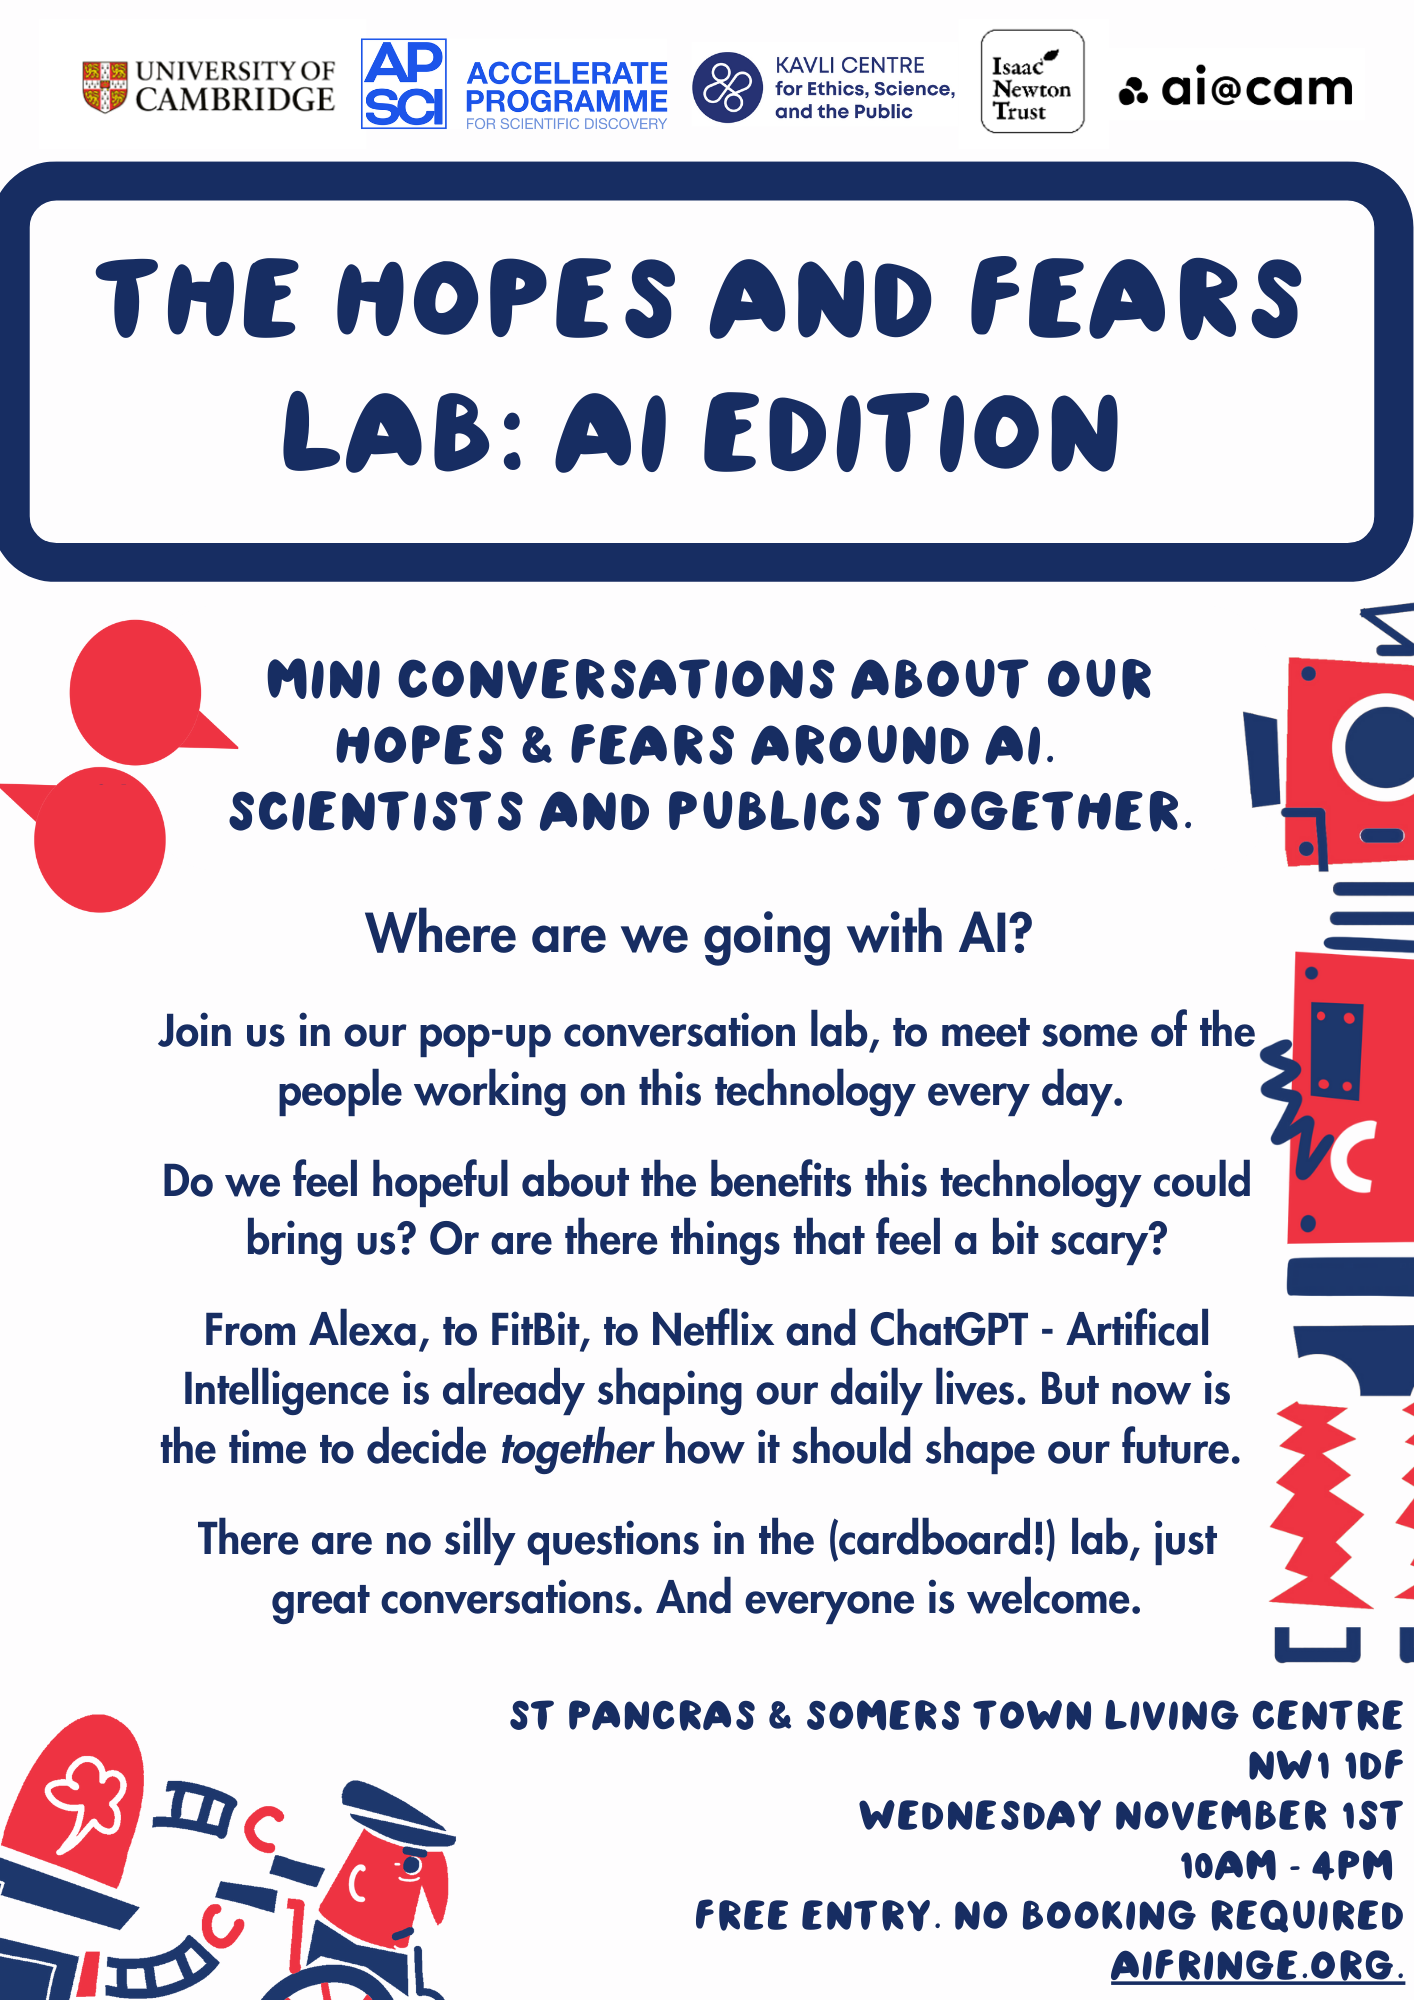 UNIVERSITY OF
CAMBRIDGE
AP
SCI
ACCELERATE
PROGRAMME
FOR SCIENTIFIC DISCOVERY
KAVLI CENTRE
for Ethics, Science,
and the Public
Isaac
Newton
Trust
ai@cam
THE HOPES AND FEARS
LAB: AI EDITION
MINI CONVERSATIONS ABOUT OUR
HOPES & FEARS AROUND AI.
SCIENTISTS AND PUBLICS TOGETHER.
Where are we going with AI?
Join us in our pop-up conversation lab, to meet some of the
people working on this technology every day.
Do we feel hopeful about the benefits this technology could
bring us? Or are there things that feel a bit scary?
From Alexa, to FitBit, to Netflix and ChatGPT - Artifical
Intelligence is already shaping our daily lives. But now is
the time to decide together how it should shape our future.
There are no silly questions in the (cardboard!) lab, just
great conversations. And everyone is welcome.
ST PANCRAS & SOMERS TOWN LIVING CENTRE
NW1 1DF
WEDNESDAY NOVEMBER 1ST
10AM - 4PM
FREE ENTRY. NO BOOKING REQUIRED
AIFRINGE.ORG.